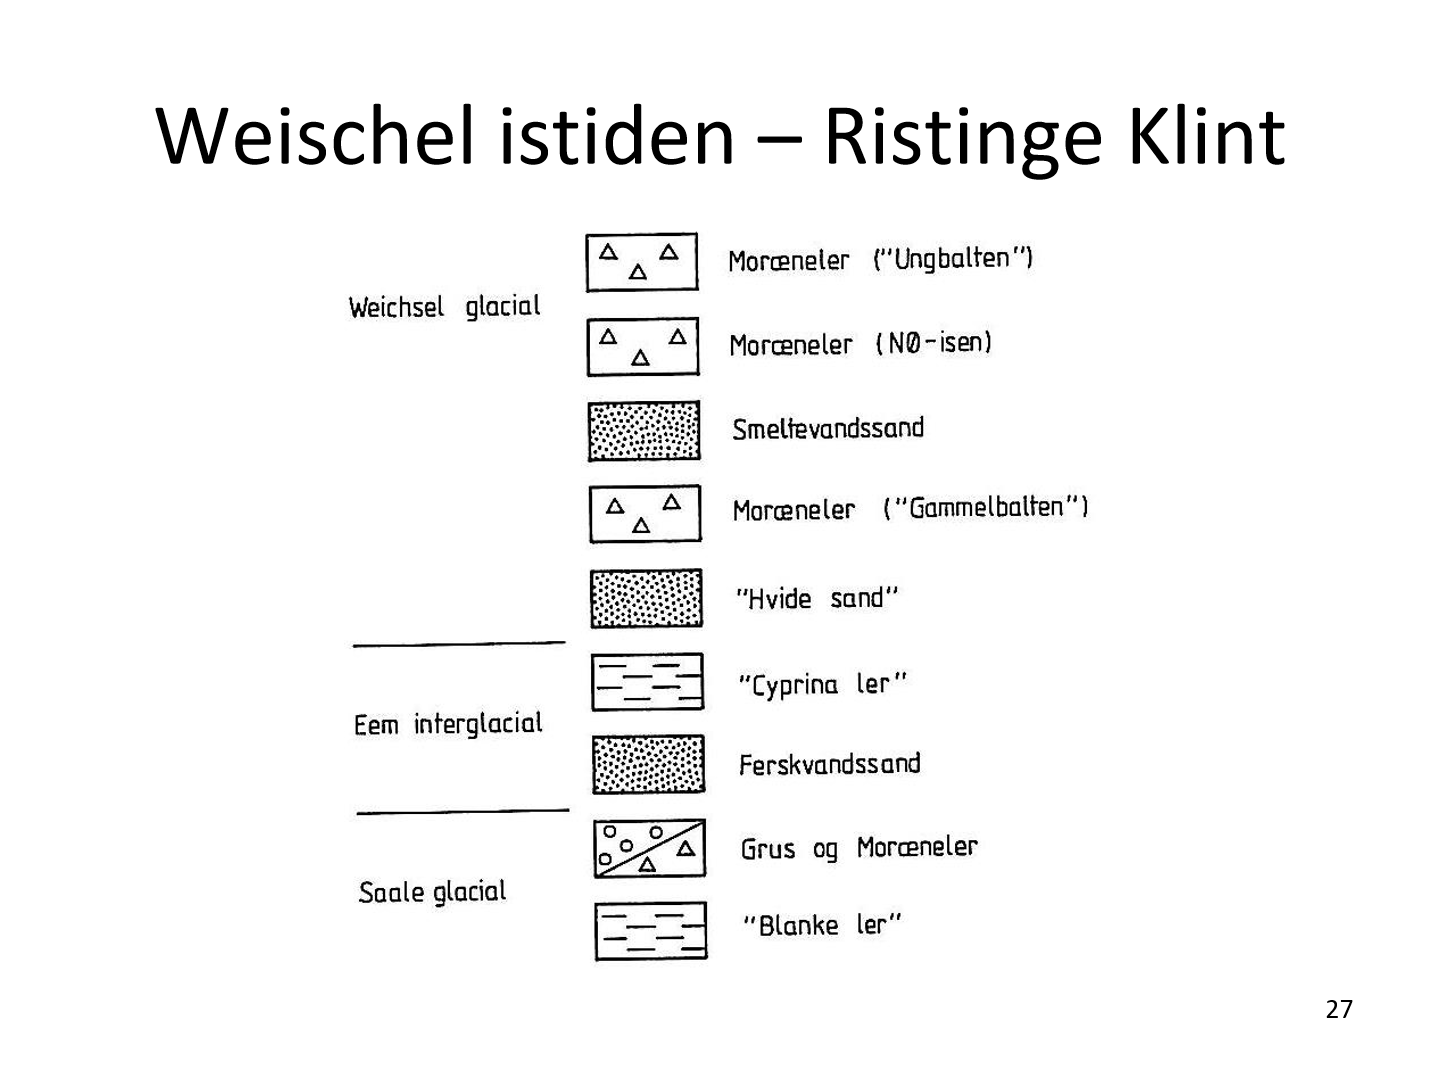 Weischel istiden – Ristinge Klint
Moræneler ("Ungbalten")
Weichsel glacial
Moræneler (NØ-isen)
Smeltevandssand
Moræneler ("Gammelbalten")
"Hvide sand"
"Cyprina ler"
Eem interglacial
Ferskvandssand
Grus og Moræneler
Saale glacial
"Blanke ler"
27